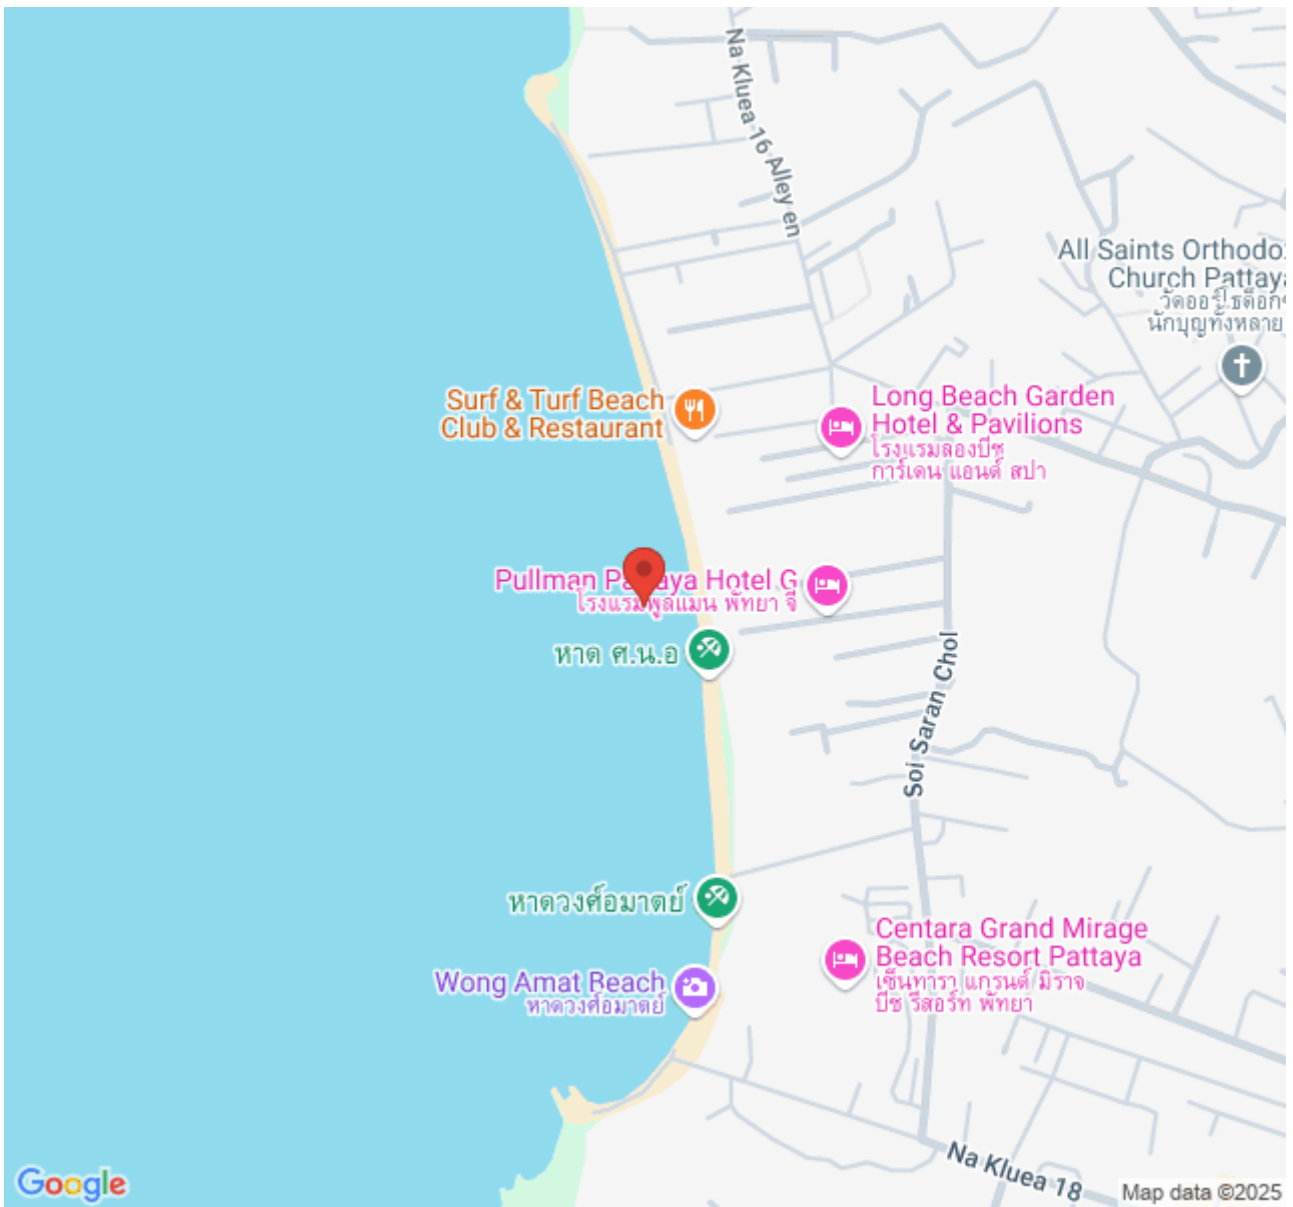 Na Kluea 16 Alley en
All Saints Orthodo
Church Pattay
นักบุญทั้งหลาย
Surf & Turf Beach
Club & Restaurant
Long Beach Garden
Hotel & Pavilions
โรงแรมลองบีช
การ์เดน แอนด์ สปา
Pullman Pattaya Hotel G
โรงแรมพูลแมน พัทยา จี
หาด ศ.น.อ
Soi Saran Chol
หาดวงศ์อมาตย์
Centara Grand Mirage
Beach Resort Pattaya
เซ็นทารา แกรนด์ มิราจ
บีช รีสอร์ท พัทยา
Wong Amat Beach
หาดวงศ์อมาตย์
Na Kluea 18
Google
Map data ©2025